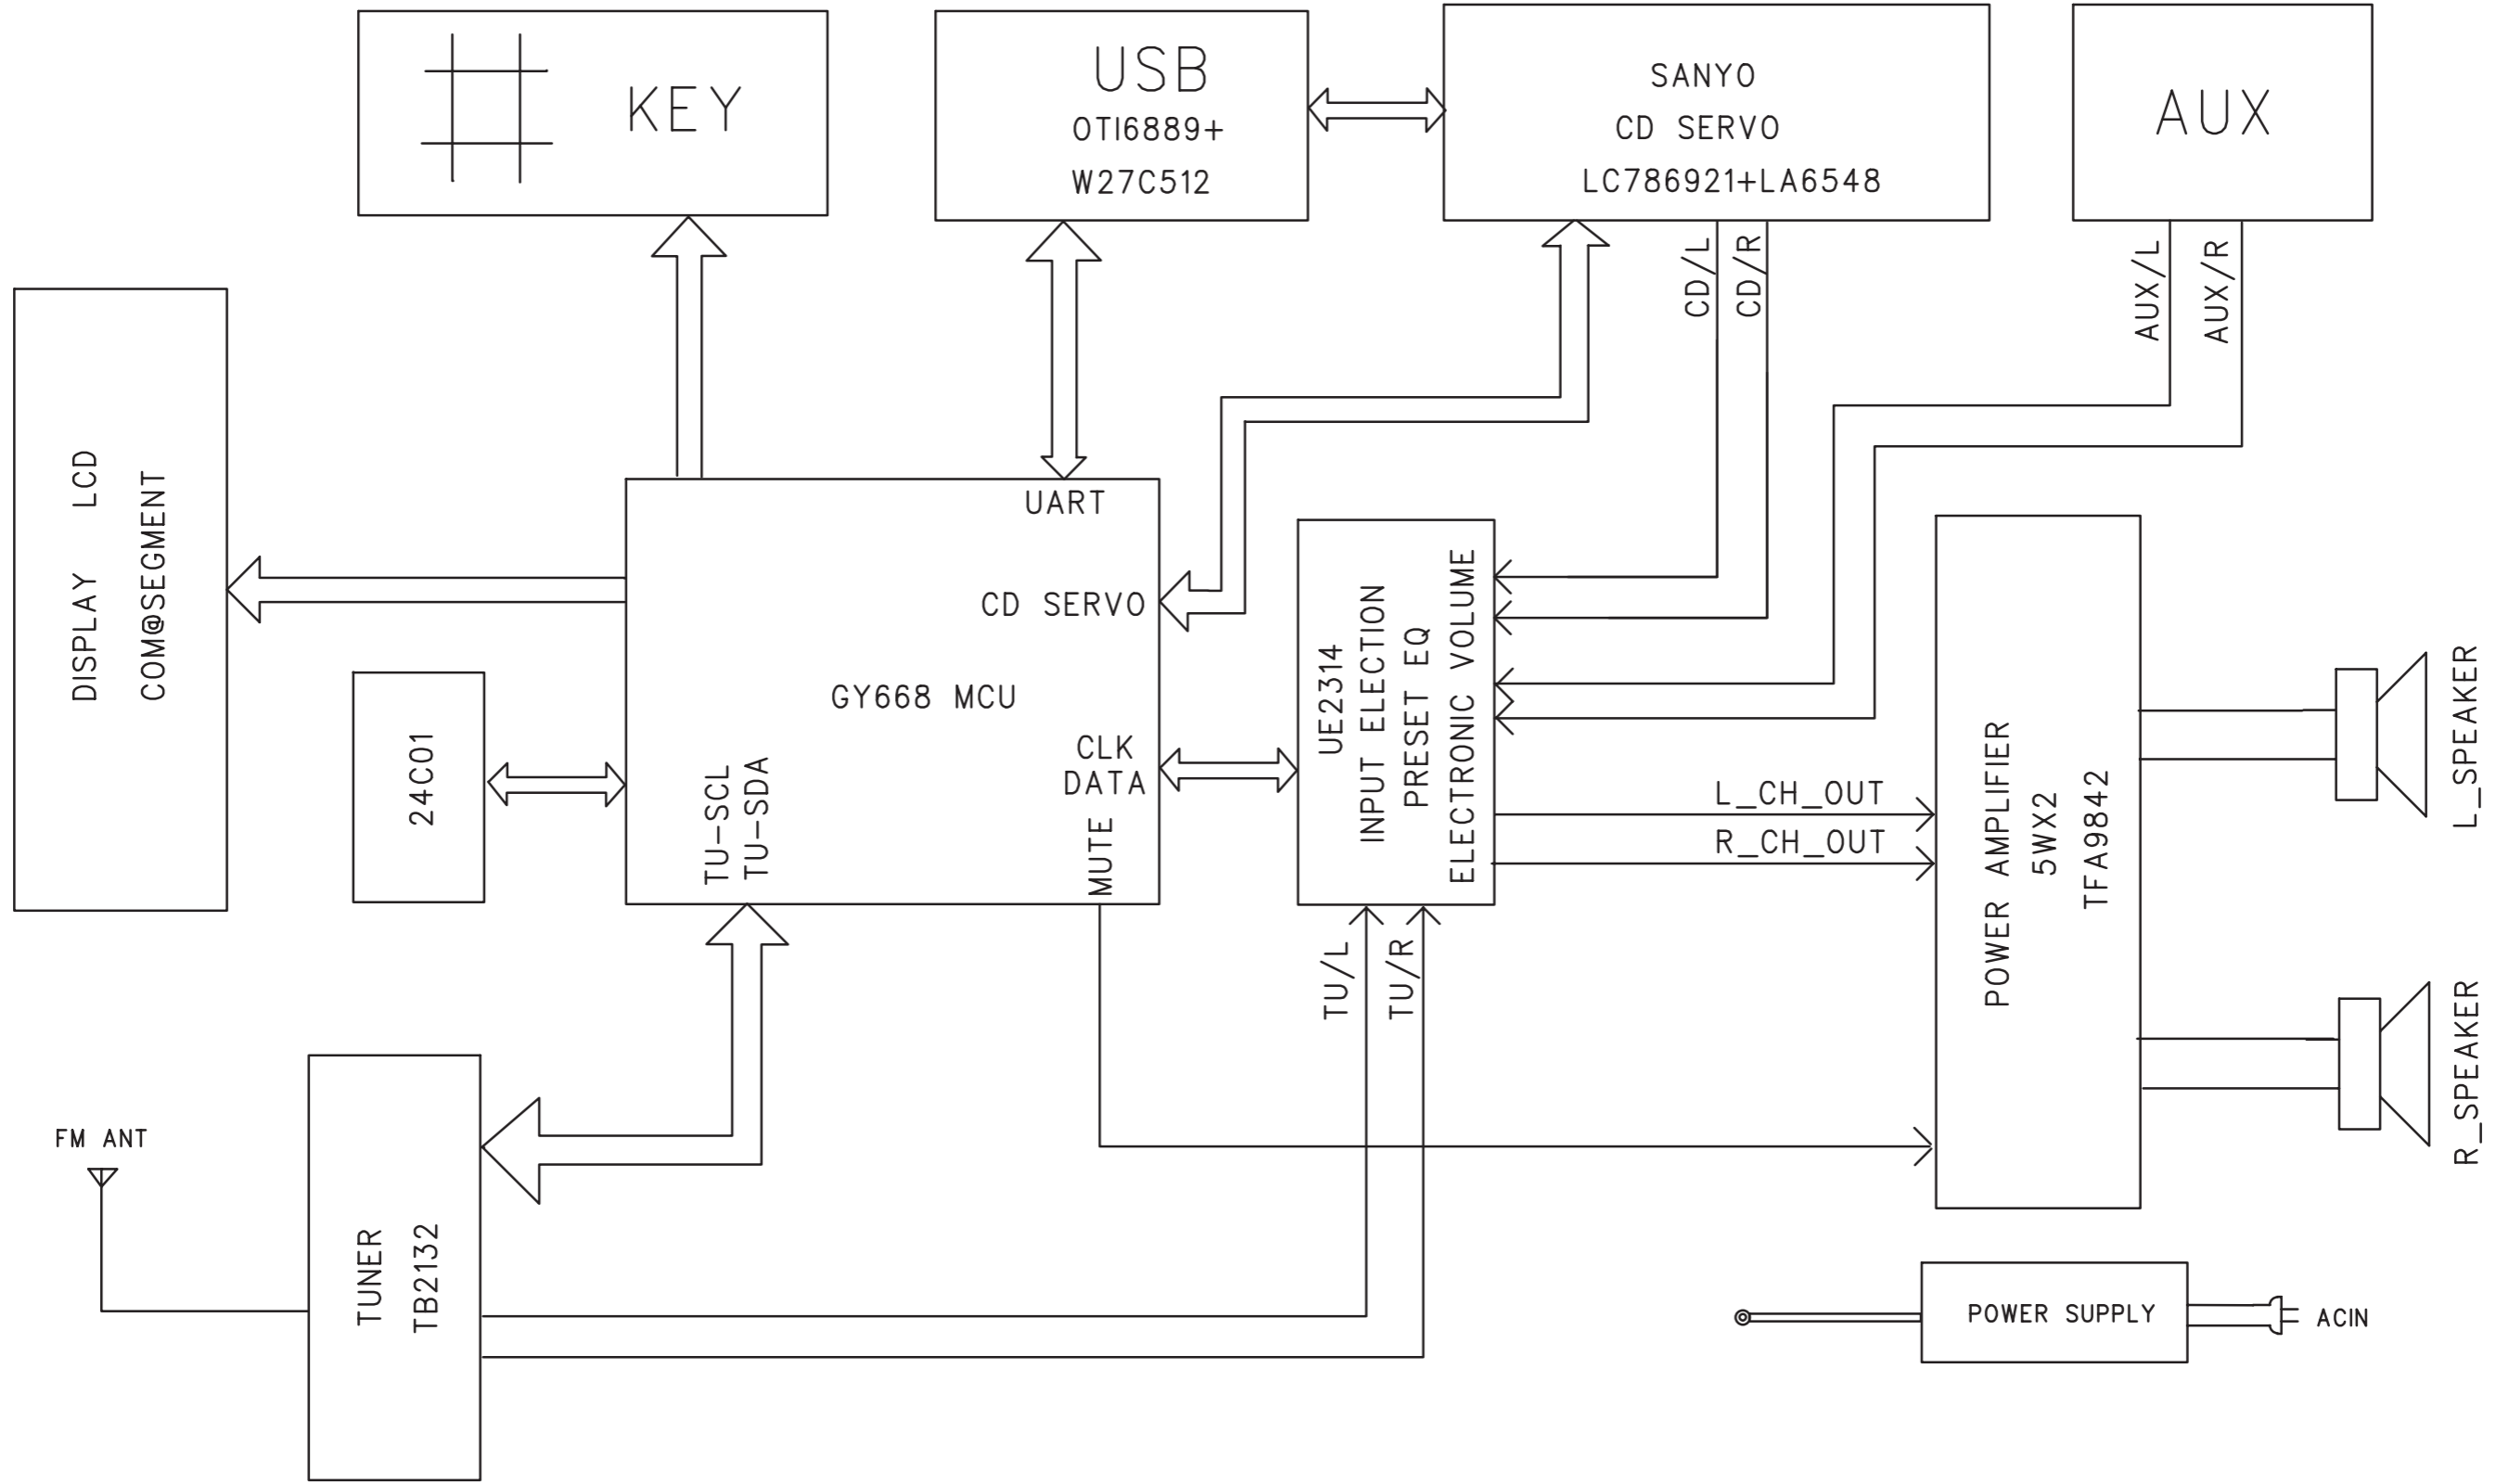 KEY
USB
OTI6889+
W27C512
SANYO
CD SERVO
LC786921+LA6548
AUX
CD/L
CD/R
AUX/L
AUX/R
DISPLAY LCD
COM@SEGMENT
UART
CD SERVO
GY668 MCU
CLK
DATA
TU-SCL
TU-SDA
MUTE
24C01
UE2314
INPUT ELECTION
PRESET EQ
ELECTRONIC VOLUME
L_CH_OUT
R_CH_OUT
POWER AMPLIFIER
5WX2
TFA9842
L_SPEAKER
R_SPEAKER
TU/L
TU/R
FM ANT
TUNER
TB2132
POWER SUPPLY
ACIN